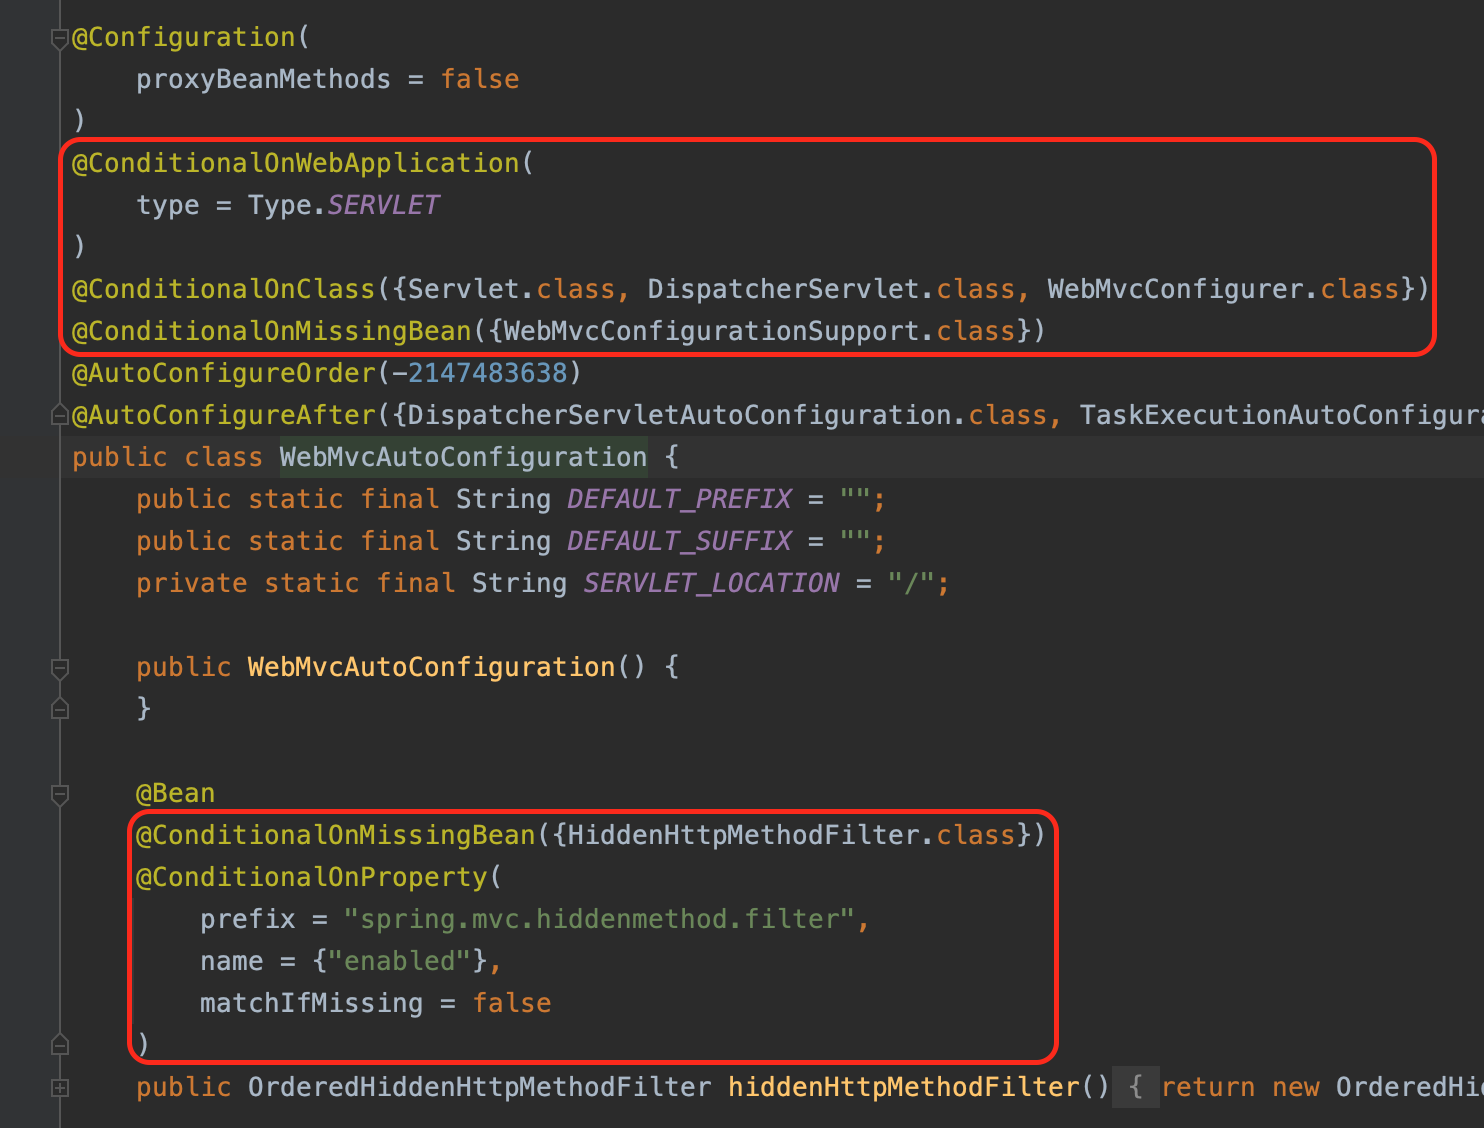 @Configuration(
    proxyBeanMethods = false
)
@ConditionalOnWebApplication(
    type = Type.SERVLET
)
@ConditionalOnClass({Servlet.class, DispatcherServlet.class, WebMvcConfigurer.class})
@ConditionalOnMissingBean({WebMvcConfigurationSupport.class})
@AutoConfigureOrder(-2147483638)
@AutoConfigureAfter({DispatcherServletAutoConfiguration.class, TaskExecutionAutoConfigura
public class WebMvcAutoConfiguration {
    public static final String DEFAULT_PREFIX = "";
    public static final String DEFAULT_SUFFIX = "";
    private static final String SERVLET_LOCATION = "/";
    public WebMvcAutoConfiguration() {
    }
    @Bean
    @ConditionalOnMissingBean({HiddenHttpMethodFilter.class})
    @ConditionalOnProperty(
        prefix = "spring.mvc.hiddenmethod.filter",
        name = {"enabled"},
        matchIfMissing = false
    )
    public OrderedHiddenHttpMethodFilter hiddenHttpMethodFilter() { return new OrderedHid